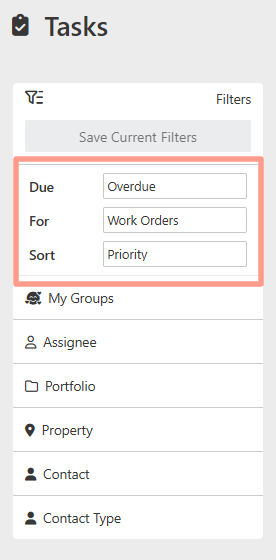 Tasks
Filters
Save Current Filters
Due Overdue
For Work Orders
Sort Priority
My Groups
Assignee
Portfolio
Property
Contact
Contact Type